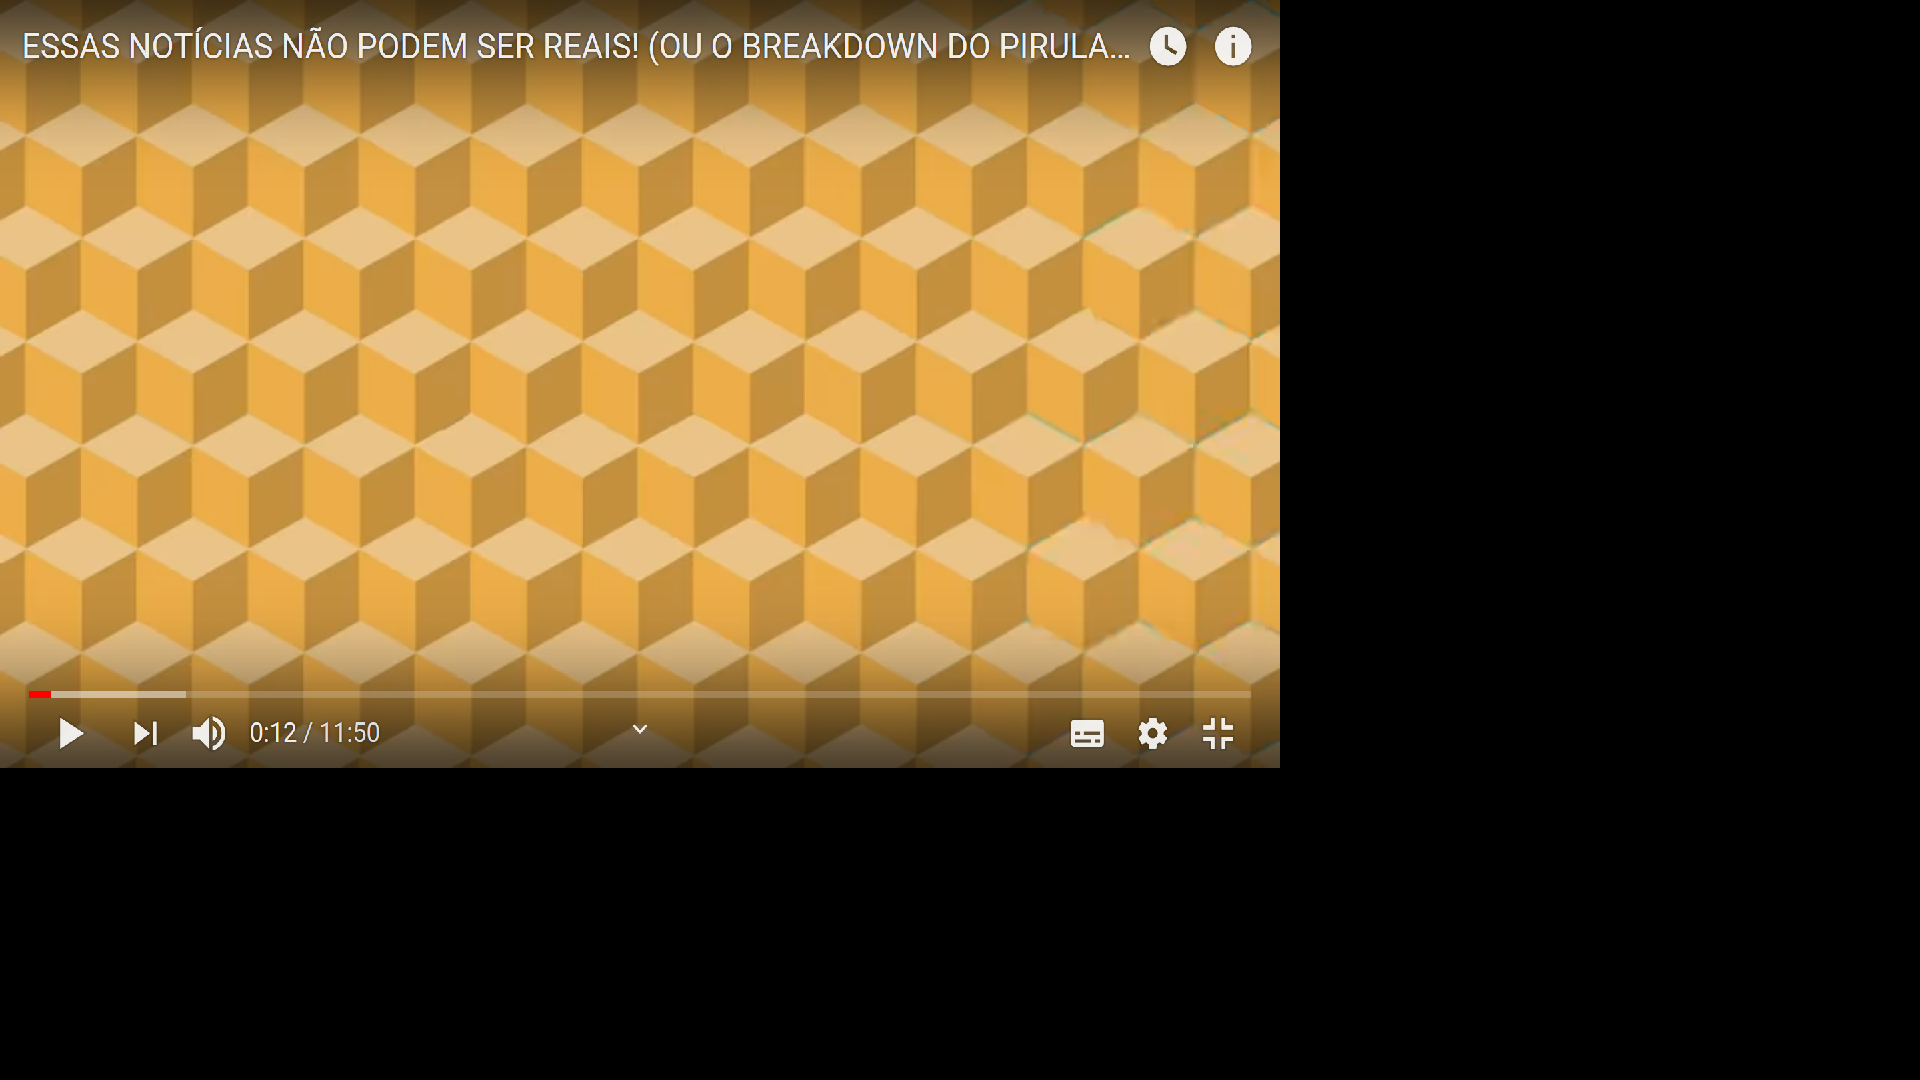 ESSAS NOTÍCIAS NÃO PODEM SER REAIS! (OU O BREAKDOWN DO PIRULA...
0:12 / 11:50